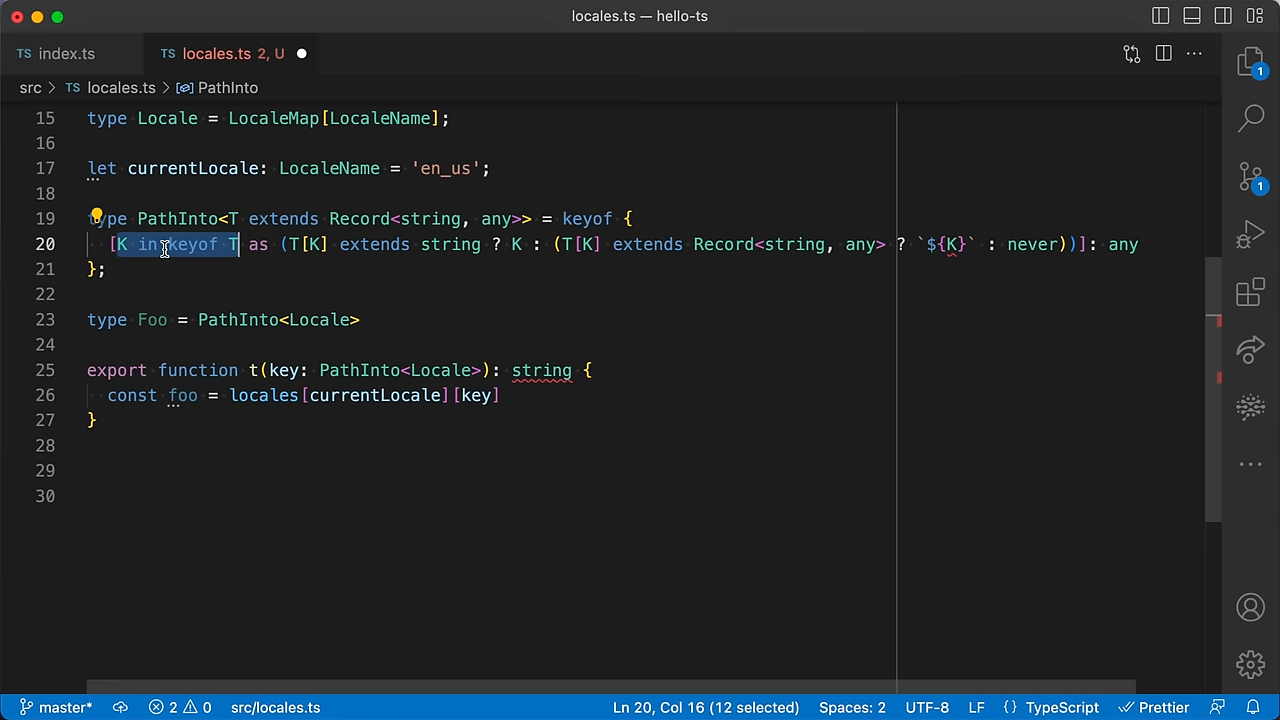 locales.ts — hello-ts
TS index.ts TS locales.ts 2, U
src > TS locales.ts > PathInto
15 type Locale = LocaleMap[LocaleName];
16
17 let currentLocale: LocaleName = 'en_us';
18
19 type PathInto<T extends Record<string, any>> = keyof {
20 [K in keyof T as (T[K] extends string ? K : (T[K] extends Record<string, any> ? `${K}` : never))]: any
21 };
22
23 type Foo = PathInto<Locale>
24
25 export function t(key: PathInto<Locale>): string {
26 const foo = locales[currentLocale][key]
27 }
28
29
30
1
1
master* 2 0 src/locales.ts Ln 20, Col 16 (12 selected) Spaces: 2 UTF-8 LF {} TypeScript Prettier